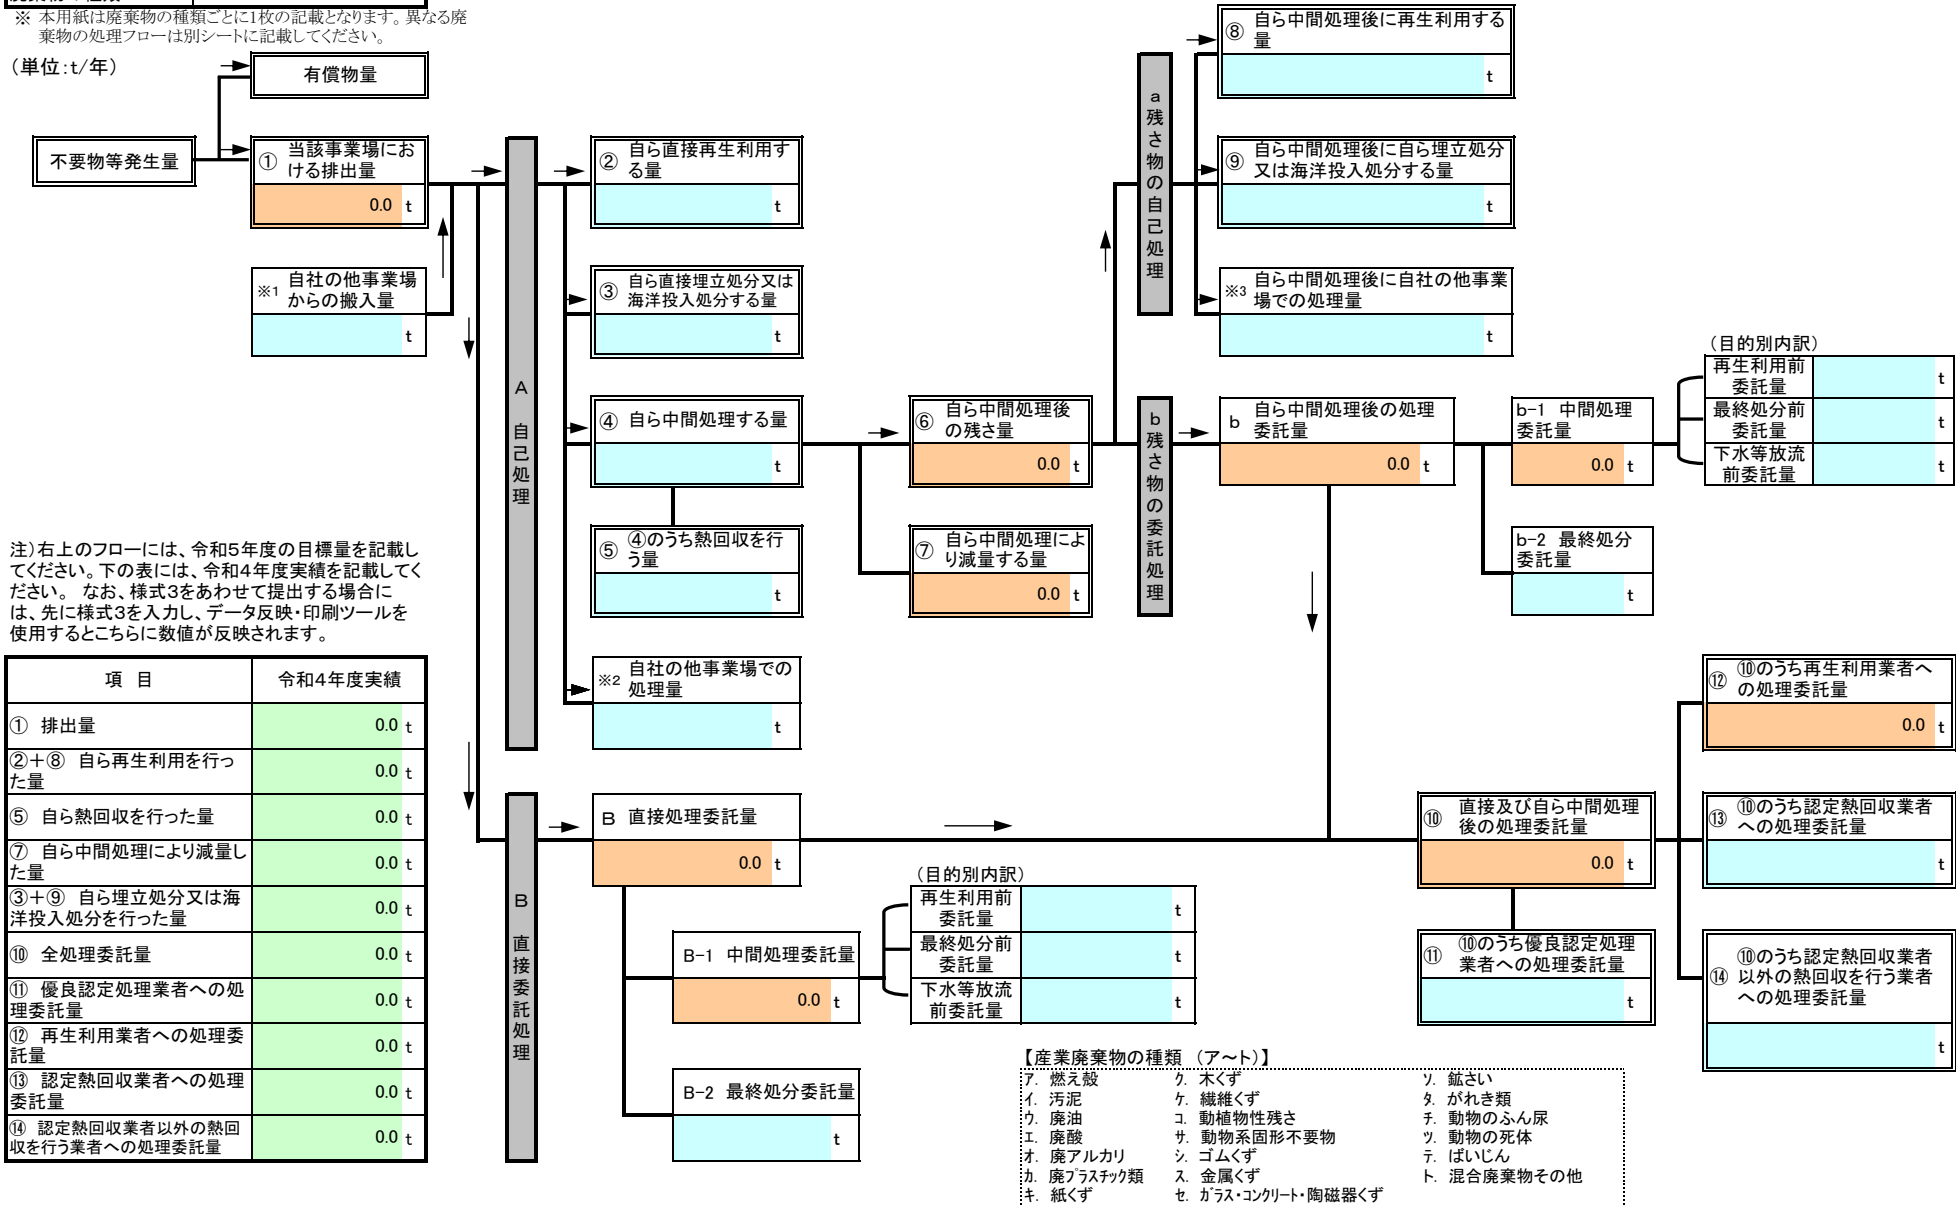 ※ 本用紙は廃棄物の種類ごとに1枚の記載となります。異なる廃
棄物の処理フローは別シートに記載してください。
(単位:t/年)
有償物量
不要物等発生量
① 当該事業場にお
ける排出量
0.0 t
※1 自社の他事業場
からの搬入量
t
A 自己処理
② 自ら直接再生利用す
る量
t
③ 自ら直接埋立処分又は
海洋投入処分する量
t
④ 自ら中間処理する量
t
⑤ ④のうち熱回収を行
う量
t
※2 自社の他事業場での
処理量
t
⑥ 自ら中間処理後
の残さ量
0.0 t
⑦ 自ら中間処理によ
り減量する量
0.0 t
a残さ物の自己処理
⑧ 自ら中間処理後に再生利用する
量
t
⑨ 自ら中間処理後に自ら埋立処分
又は海洋投入処分する量
t
※3 自ら中間処理後に自社の他事業
場での処理量
t
b残さ物の委託処理
b 自ら中間処理後の処理
委託量
0.0 t
b-1 中間処理
委託量
0.0 t
(目的別内訳)
再生利用前
委託量
t
最終処分前
委託量
t
下水等放流
前委託量
t
b-2 最終処分
委託量
t
注)右上のフローには、令和5年度の目標量を記載し
てください。下の表には、令和4年度実績を記載してく
ださい。 なお、様式3をあわせて提出する場合に
は、先に様式3を入力し、データ反映・印刷ツールを
使用するとこちらに数値が反映されます。
項 目 令和4年度実績
① 排出量 0.0 t
②+⑧ 自ら再生利用を行っ
た量 0.0 t
⑤ 自ら熱回収を行った量 0.0 t
⑦ 自ら中間処理により減量し
た量 0.0 t
③+⑨ 自ら埋立処分又は海
洋投入処分を行った量 0.0 t
⑩ 全処理委託量 0.0 t
⑪ 優良認定処理業者への処
理委託量 0.0 t
⑫ 再生利用業者への処理委
託量 0.0 t
⑬ 認定熱回収業者への処理
委託量 0.0 t
⑭ 認定熱回収業者以外の熱回
収を行う業者への処理委託量 0.0 t
B 直接委託処理
B 直接処理委託量
0.0 t
B-1 中間処理委託量
0.0 t
(目的別内訳)
再生利用前
委託量
t
最終処分前
委託量
t
下水等放流
前委託量
t
B-2 最終処分委託量
t
⑩ 直接及び自ら中間処理
後の処理委託量
0.0 t
⑪ ⑩のうち優良認定処理
業者への処理委託量
t
⑫ ⑩のうち再生利用業者へ
の処理委託量
0.0 t
⑬ ⑩のうち認定熱回収業者
への処理委託量
t
⑭ ⑩のうち認定熱回収業者
以外の熱回収を行う業者
への処理委託量
t
【産業廃棄物の種類 (ア〜ト)】
ア. 燃え殻 ク. 木くず ソ. 鉱さい
イ. 汚泥 ケ. 繊維くず タ. がれき類
ウ. 廃油 コ. 動植物性残さ チ. 動物のふん尿
エ. 廃酸 サ. 動物系固形不要物 ツ. 動物の死体
オ. 廃アルカリ シ. ゴムくず テ. ばいじん
カ. 廃プラスチック類 ス. 金属くず ト. 混合廃棄物その他
キ. 紙くず セ. ガラス・コンクリート・陶磁器くず